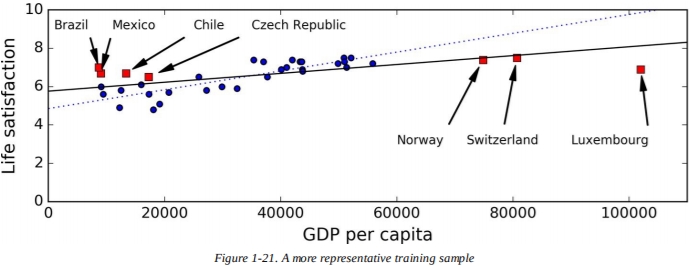 10
Brazil Mexico Chile Czech Republic
8
6
Life satisfaction
4
Norway Switzerland Luxembourg
2
0
0 20000 40000 60000 80000 100000
GDP per capita
Figure 1-21. A more representative training sample